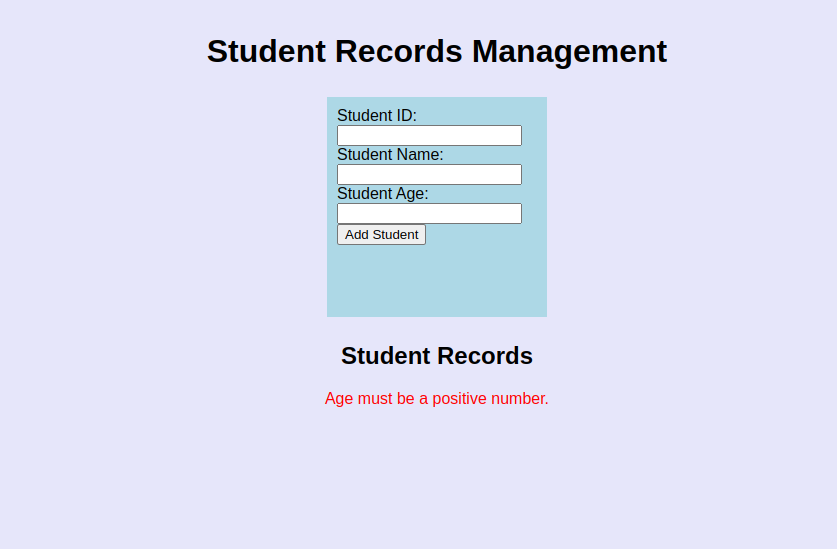 Student Records Management
Student ID:
Student Name:
Student Age:
Add Student
Student Records
Age must be a positive number.